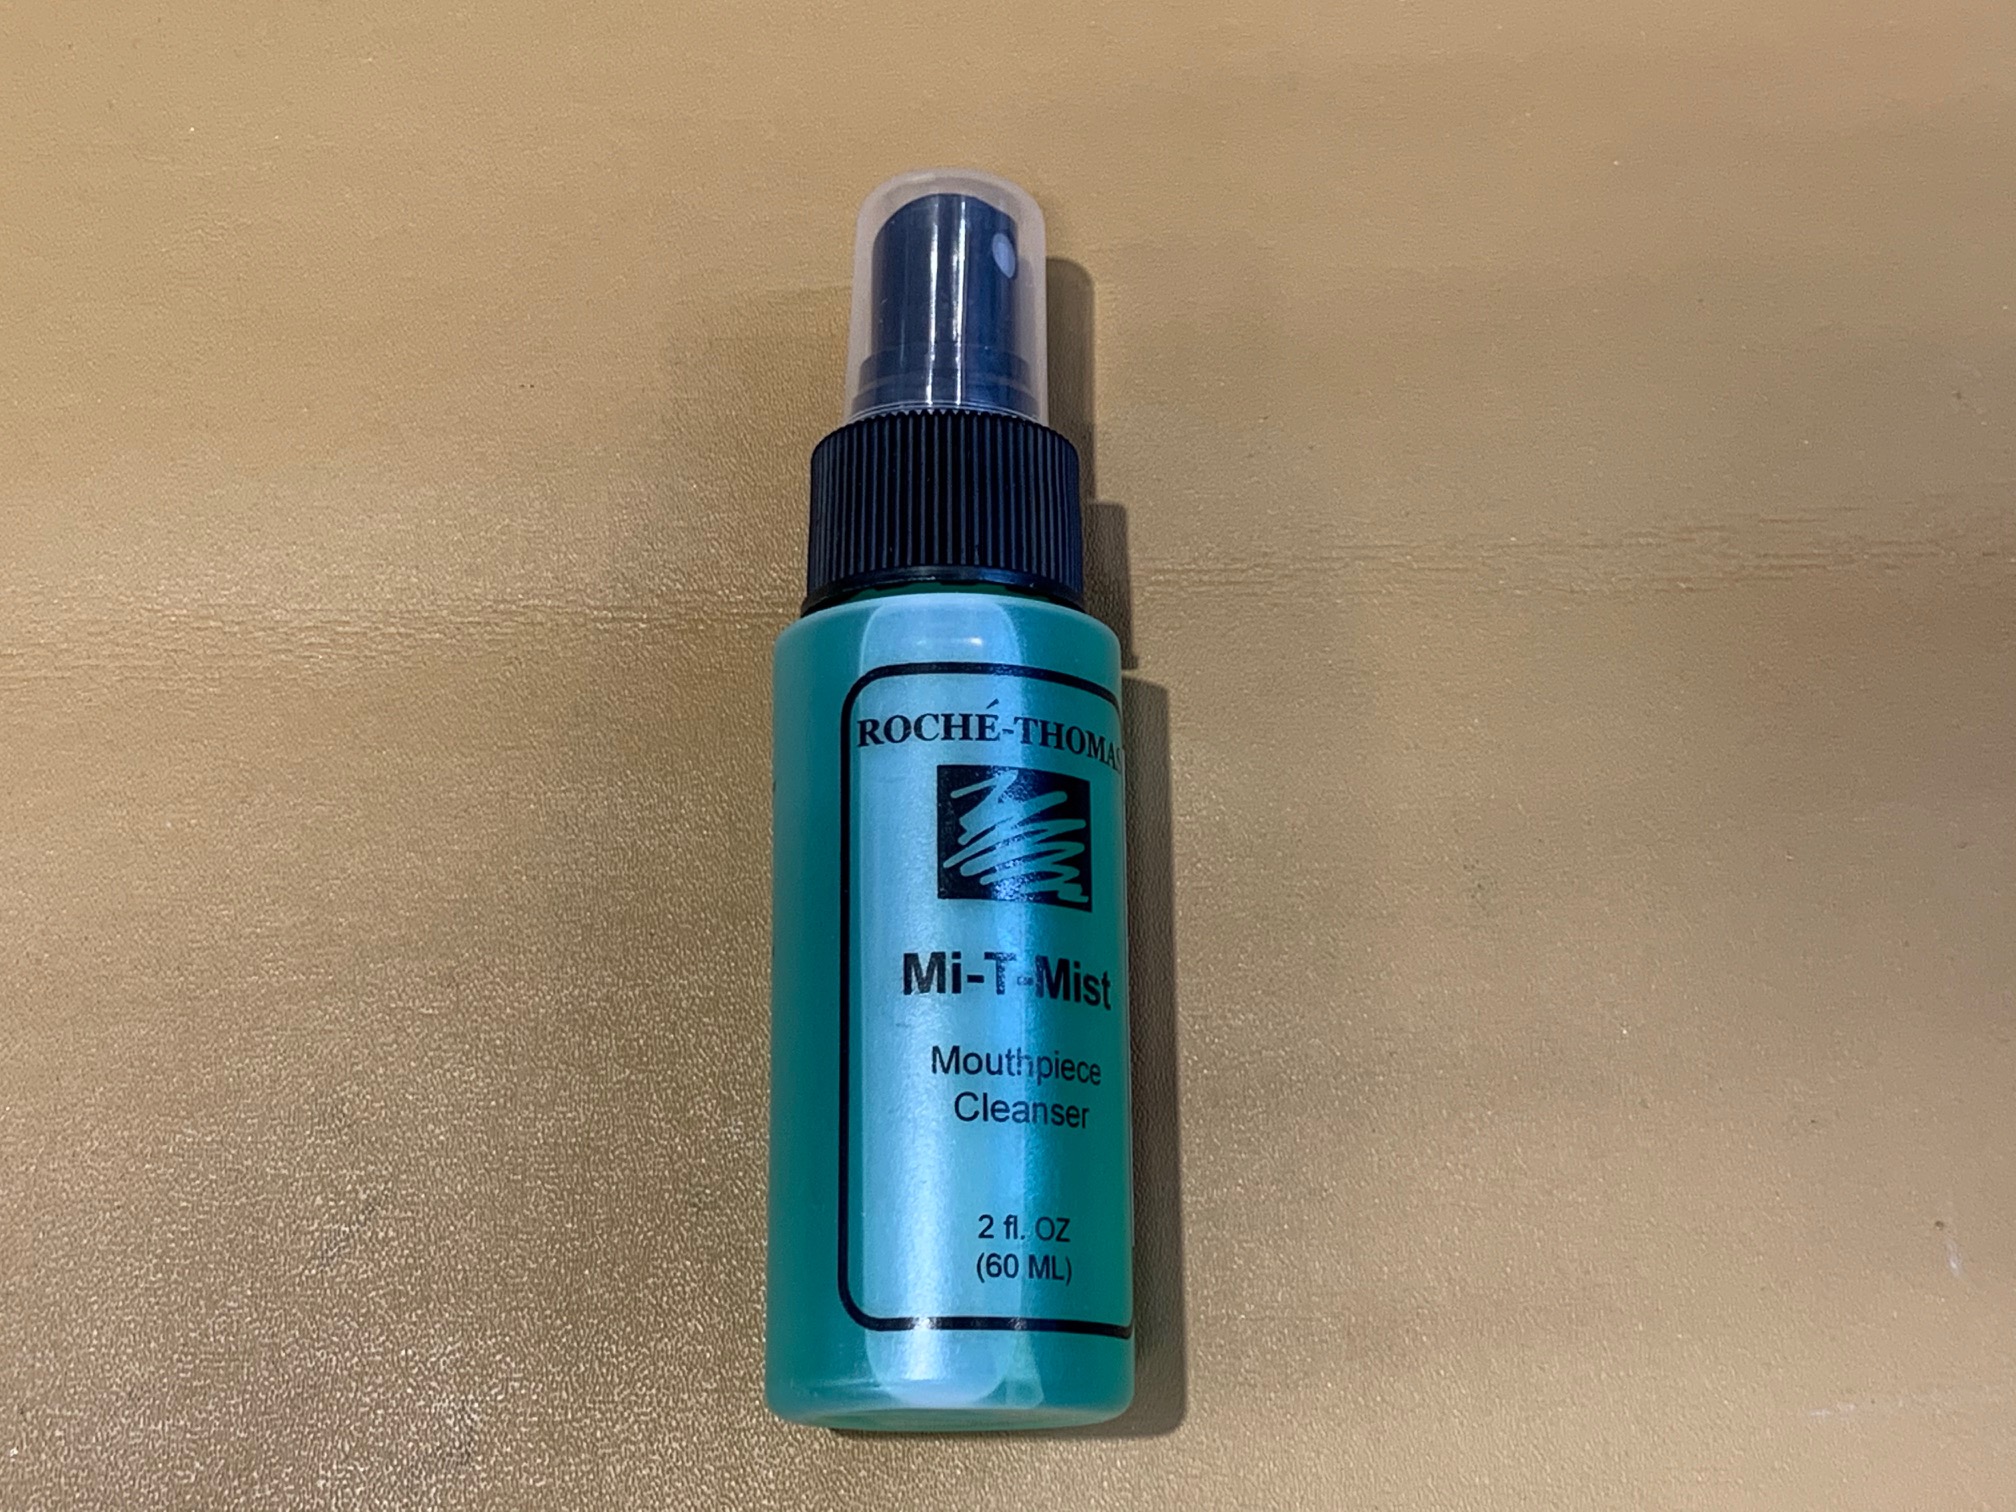 ROCHÉ-THOMAS
Mi-T-Mist
Mouthpiece
Cleanser
2 fl. OZ
(60 ML)